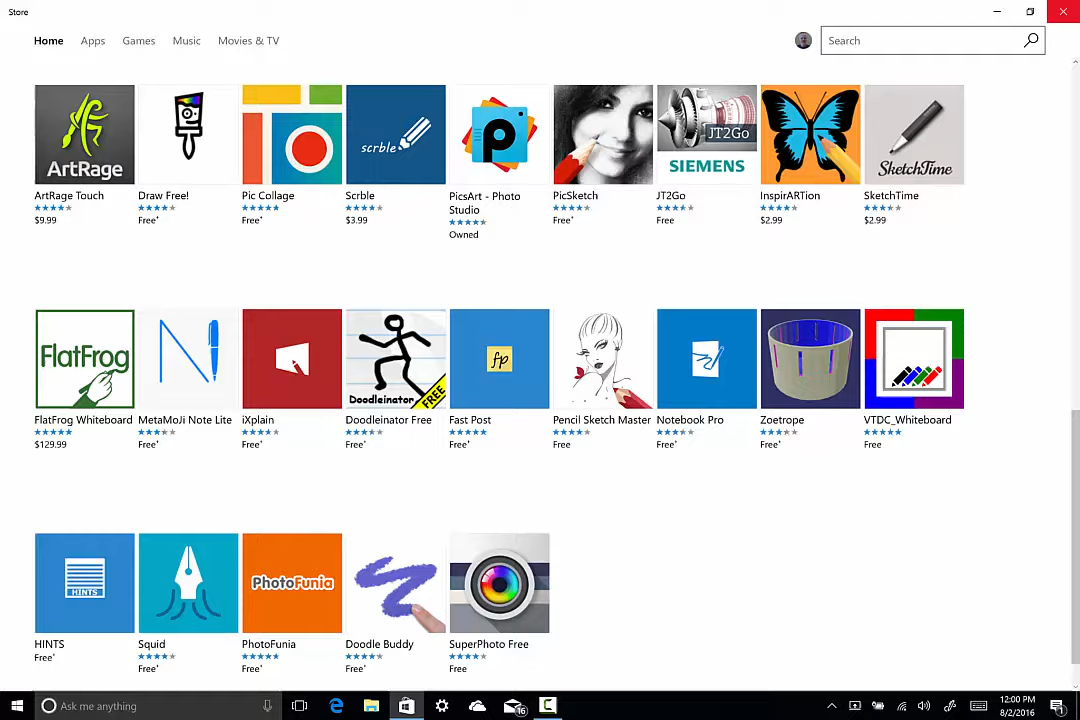 Store
Home Apps Games Music Movies & TV
Search
ArtRage
scrble
P
JT2Go
SIEMENS
SketchTime
ArtRage Touch Draw Free! Pic Collage Scrble PicsArt - Photo Studio PicSketch JT2Go InspirARTion SketchTime
$9.99 Free* Free* $3.99 Owned Free* Free $2.99 $2.99
FlatFrog
N
Doodleinator
FREE
fp
FlatFrog Whiteboard MetaMoJi Note Lite iXplain Doodleinator Free Fast Post Pencil Sketch Master Notebook Pro Zoetrope VTDC_Whiteboard
$129.99 Free* Free* Free* Free* Free Free* Free* Free
HINTS
PhotoFunia
HINTS Squid PhotoFunia Doodle Buddy SuperPhoto Free
Free* Free* Free* Free* Free
Ask me anything
16
12:00 PM
8/2/2016
1